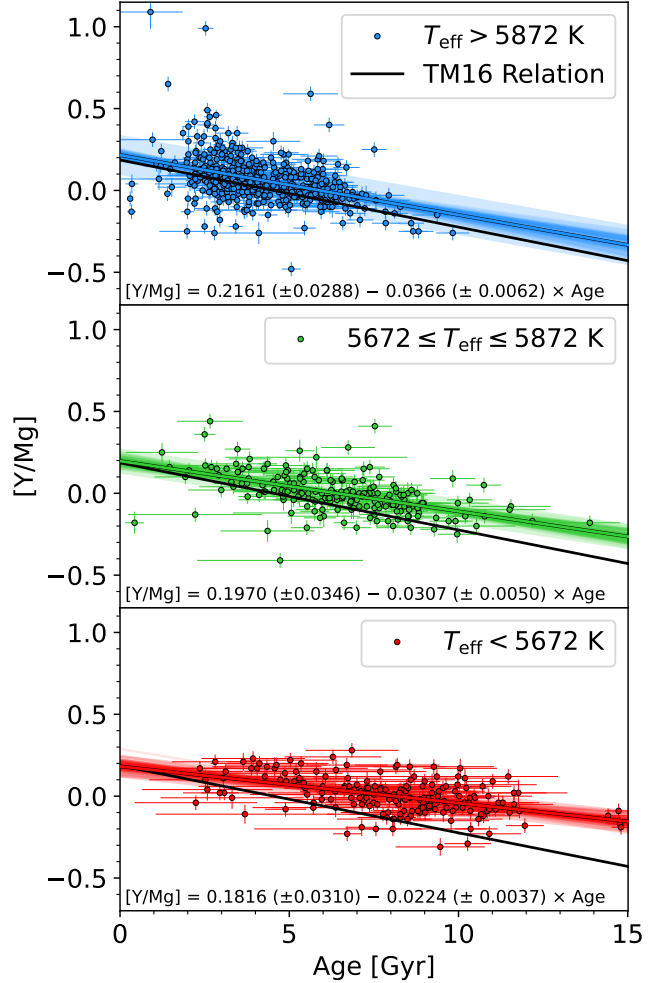 1.0
0.5
0.0
−0.5
T_eff > 5872 K
TM16 Relation
[Y/Mg] = 0.2161 (±0.0288) − 0.0366 (± 0.0062) × Age
[Y/Mg]
1.0
0.5
0.0
−0.5
5672 ≤ T_eff ≤ 5872 K
[Y/Mg] = 0.1970 (±0.0346) − 0.0307 (± 0.0050) × Age
1.0
0.5
0.0
−0.5
T_eff < 5672 K
[Y/Mg] = 0.1816 (±0.0310) − 0.0224 (± 0.0037) × Age
0 5 10 15
Age [Gyr]